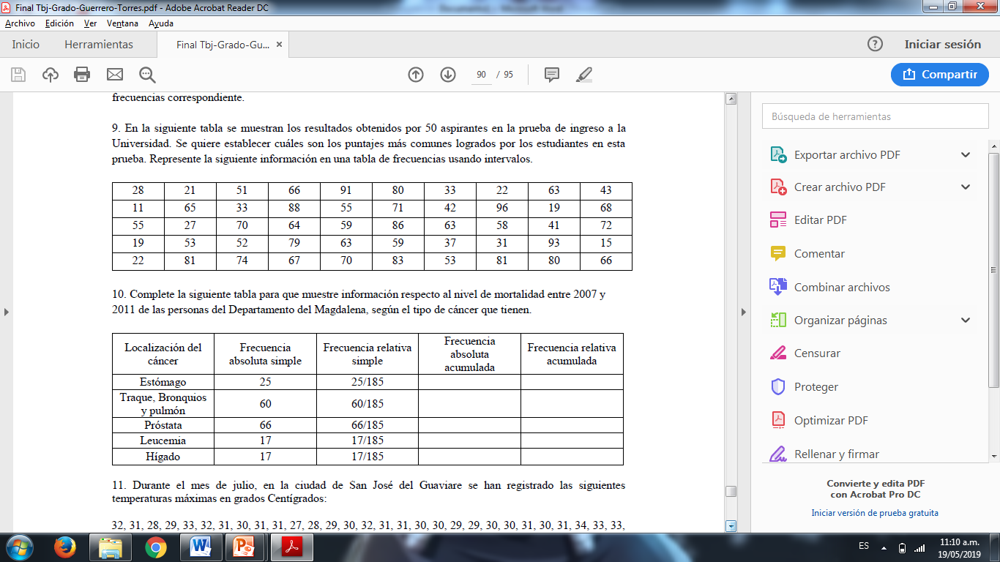 Final Tbj-Grado-Guerrero-Torres.pdf - Adobe Acrobat Reader DC
Archivo Edición Ver Ventana Ayuda
Inicio Herramientas Final Tbj-Grado-Gu... × Iniciar sesión
90 / 95 Compartir
frecuencias correspondiente.
9. En la siguiente tabla se muestran los resultados obtenidos por 50 aspirantes en la prueba de ingreso a la
Universidad. Se quiere establecer cuáles son los puntajes más comunes logrados por los estudiantes en esta
prueba. Represente la siguiente información en una tabla de frecuencias usando intervalos.
28 21 51 66 91 80 33 22 63 43
11 65 33 88 55 71 42 96 19 68
55 27 70 64 59 86 63 58 41 72
19 53 52 79 63 59 37 31 93 15
22 81 74 67 70 83 53 81 80 66
10. Complete la siguiente tabla para que muestre información respecto al nivel de mortalidad entre 2007 y
2011 de las personas del Departamento del Magdalena, según el tipo de cáncer que tienen.
Localización del cáncer Frecuencia absoluta simple Frecuencia relativa simple Frecuencia absoluta acumulada Frecuencia relativa acumulada
Estómago 25 25/185
Traque, Bronquios y pulmón 60 60/185
Próstata 66 66/185
Leucemia 17 17/185
Hígado 17 17/185
11. Durante el mes de julio, en la ciudad de San José del Guaviare se han registrado las siguientes
temperaturas máximas en grados Centígrados:
32, 31, 28, 29, 33, 32, 31, 30, 31, 31, 27, 28, 29, 30, 32, 31, 31, 30, 30, 29, 29, 30, 30, 31, 30, 31, 34, 33, 33,
Búsqueda de herramientas
Exportar archivo PDF
Crear archivo PDF
Editar PDF
Comentar
Combinar archivos
Organizar páginas
Censurar
Proteger
Optimizar PDF
Rellenar y firmar
Convierte y edita PDF
con Acrobat Pro DC
Iniciar versión de prueba gratuita
ES
11:10 a.m.
19/05/2019